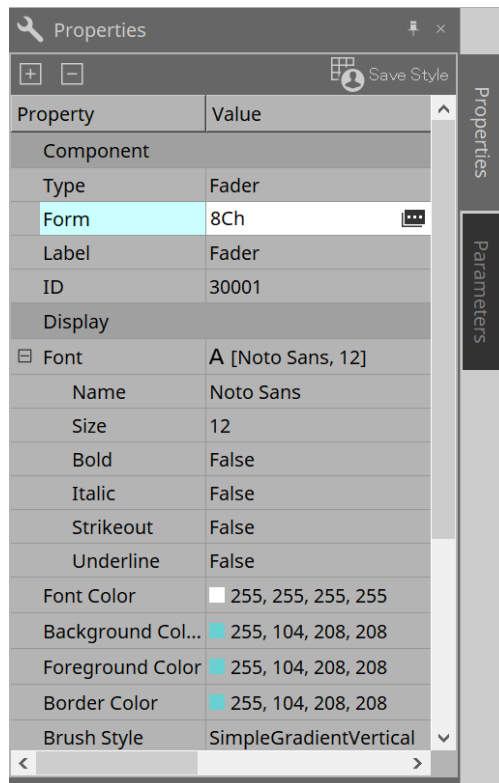 Properties
Save Style
Property Value
Component
Type Fader
Form 8Ch
Label Fader
ID 30001
Display
Font A [Noto Sans, 12]
Name Noto Sans
Size 12
Bold False
Italic False
Strikeout False
Underline False
Font Color 255, 255, 255, 255
Background Col... 255, 104, 208, 208
Foreground Color 255, 104, 208, 208
Border Color 255, 104, 208, 208
Brush Style SimpleGradientVertical
Properties
Parameters